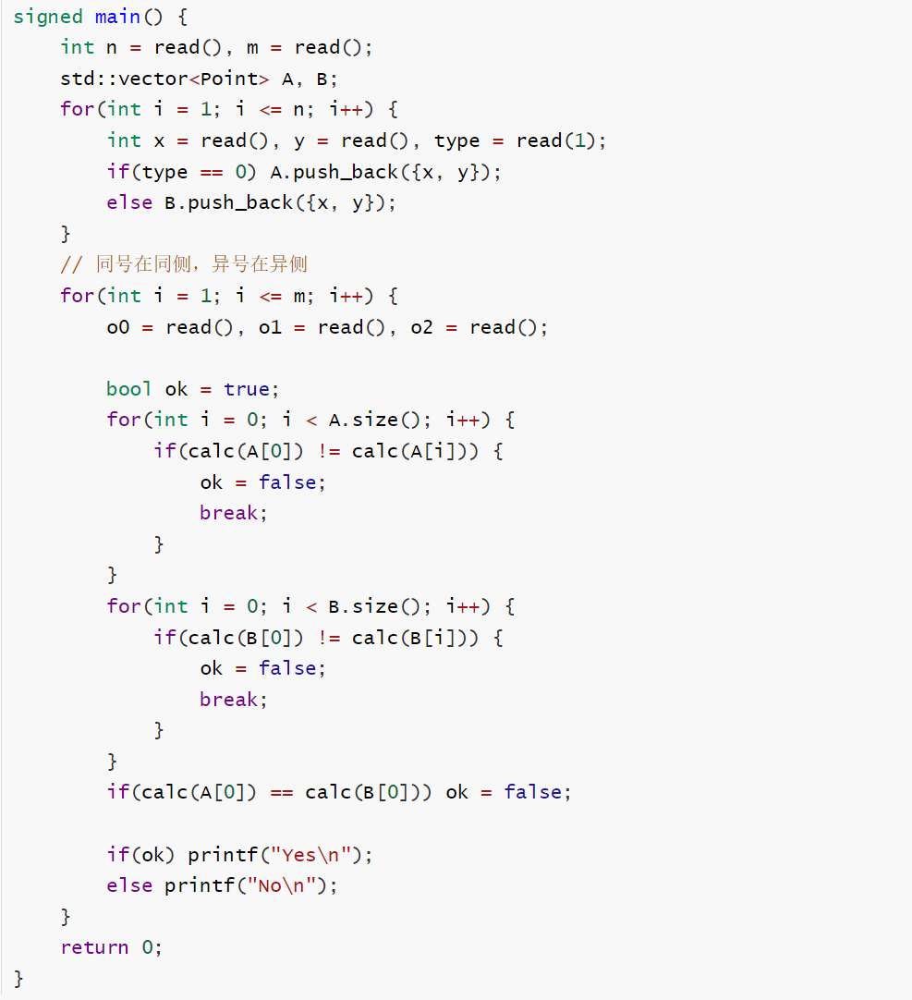 signed main() {
    int n = read(), m = read();
    std::vector<Point> A, B;
    for(int i = 1; i <= n; i++) {
        int x = read(), y = read(), type = read(1);
        if(type == 0) A.push_back({x, y});
        else B.push_back({x, y});
    }
    // 同号在同侧，异号在异侧
    for(int i = 1; i <= m; i++) {
        o0 = read(), o1 = read(), o2 = read();

        bool ok = true;
        for(int i = 0; i < A.size(); i++) {
            if(calc(A[0]) != calc(A[i])) {
                ok = false;
                break;
            }
        }
        for(int i = 0; i < B.size(); i++) {
            if(calc(B[0]) != calc(B[i])) {
                ok = false;
                break;
            }
        }
        if(calc(A[0]) == calc(B[0])) ok = false;

        if(ok) printf("Yes\n");
        else printf("No\n");
    }
    return 0;
}